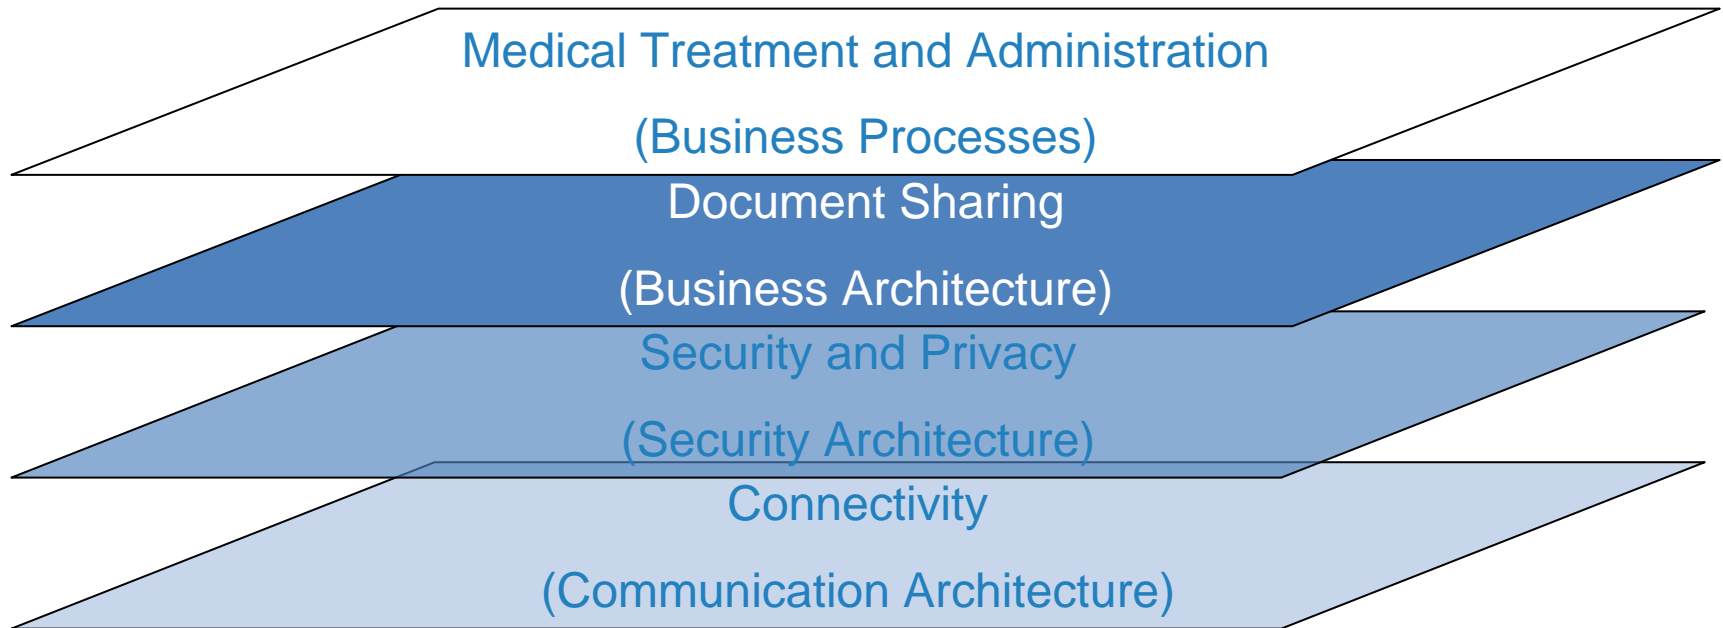 Medical Treatment and Administration
(Business Processes)
Document Sharing
(Business Architecture)
Security and Privacy
(Security Architecture)
Connectivity
(Communication Architecture)